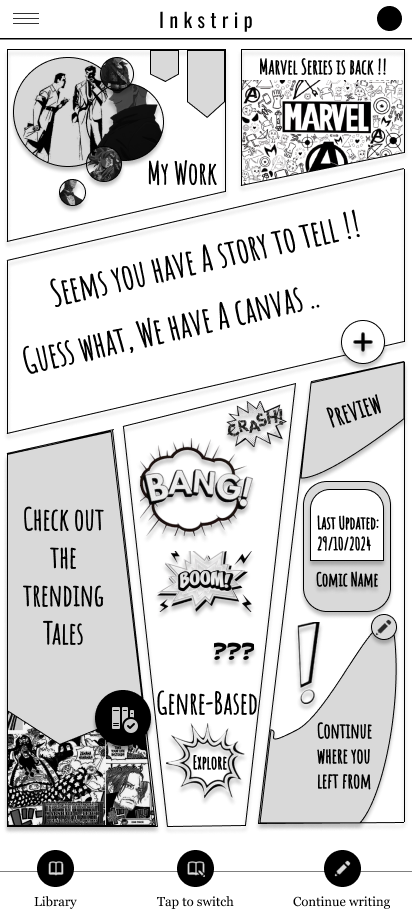 Inkstrip
My Work
Marvel Series is back !!
MARVEL
Seems you have A story to tell !!
Guess what, We have A canvas ..
Check out
the
trending
Tales
CRASH!
BANG!
BOOM!
???
Genre-Based
Explore
Preview
Last Updated:
29/10/2024
Comic Name
!
Continue
where you
left from
Library
Tap to switch
Continue writing